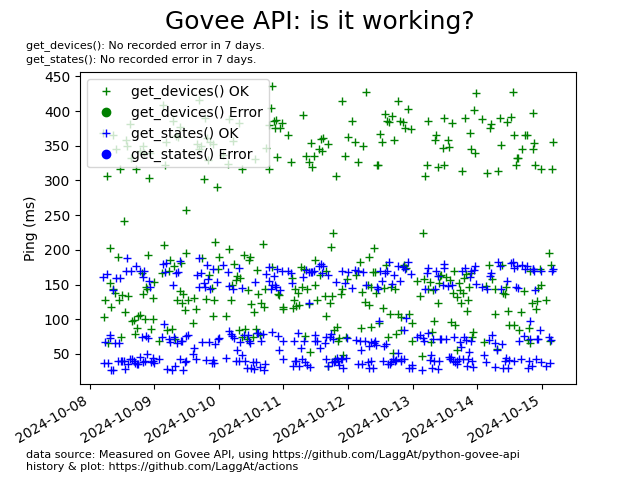 Govee API: is it working?
get_devices(): No recorded error in 7 days.
get_states(): No recorded error in 7 days.
get_devices() OK
get_devices() Error
get_states() OK
get_states() Error
Ping (ms)
450
400
350
300
250
200
150
100
50
2024-10-08
2024-10-09
2024-10-10
2024-10-11
2024-10-12
2024-10-13
2024-10-14
2024-10-15
data source: Measured on Govee API, using https://github.com/LaggAt/python-govee-api
history & plot: https://github.com/LaggAt/actions